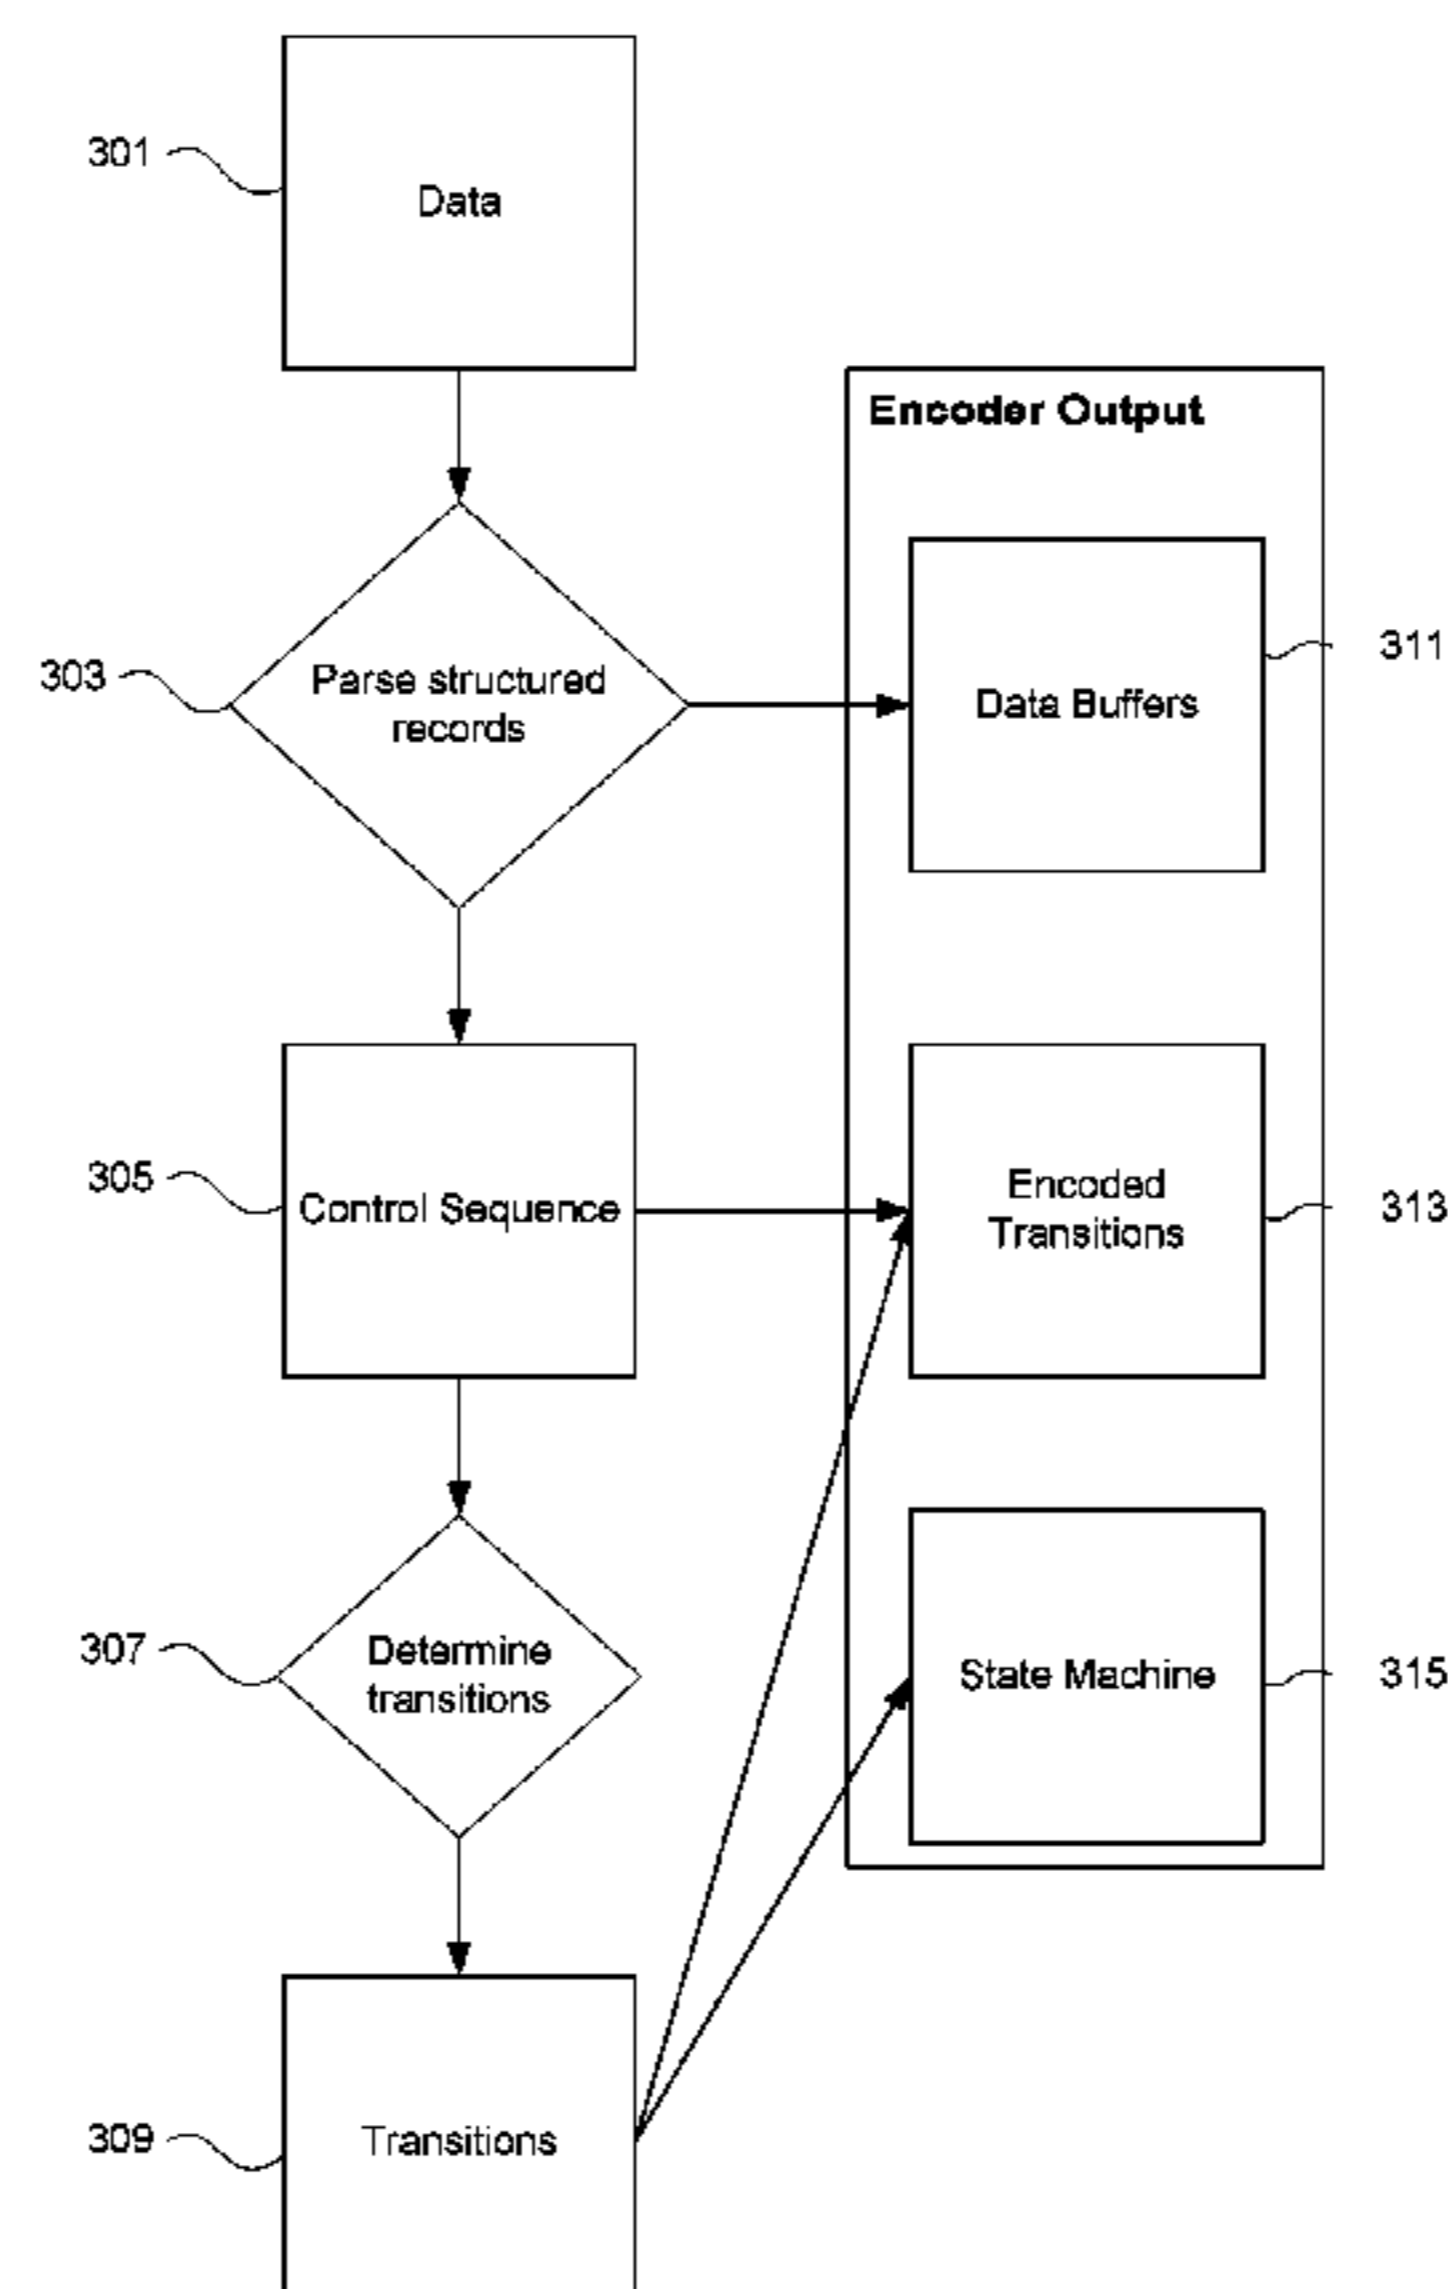 301
Data
Encoder Output
303
Parse structured
records
Data Buffers
311
305
Control Sequence
Encoded
Transitions
313
307
Determine
transitions
State Machine
315
309
Transitions